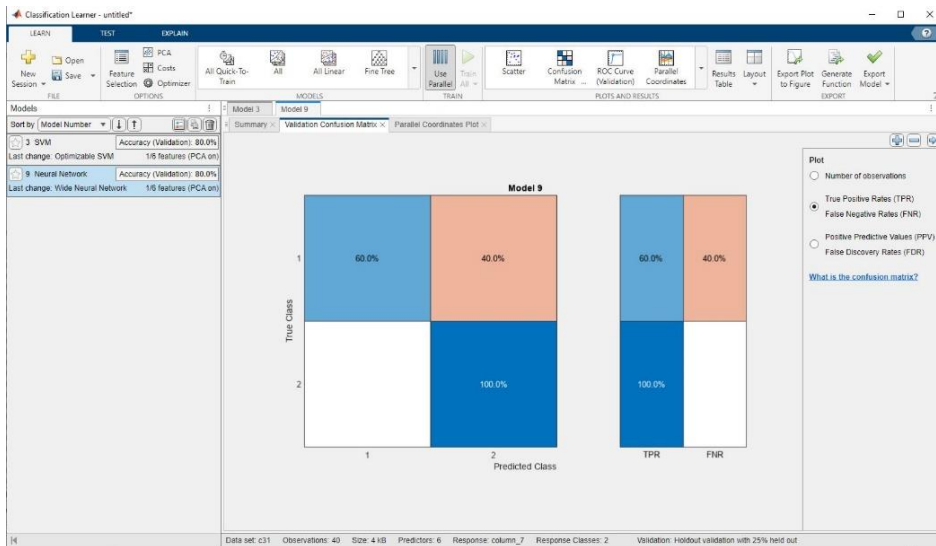 Classification Learner - untitled*
LEARN TEST EXPLAIN
New Session
Open
Save
Feature Selection
PCA
Costs
Optimizer
All Quick-To-Train
All
All Linear
Fine Tree
Use Parallel
Train All
Scatter
Confusion Matrix ...
ROC Curve (Validation)
Parallel Coordinates
Results Table
Layout
Export Plot to Figure
Generate Function
Export Model
FILE OPTIONS MODELS TRAIN PLOTS AND RESULTS EXPORT
Models
Sort by Model Number
3 SVM Accuracy (Validation): 80.0%
Last change: Optimizable SVM 1/6 features (PCA on)
9 Neural Network Accuracy (Validation): 80.0%
Last change: Wide Neural Network 1/6 features (PCA on)
Model 3 Model 9
Summary Validation Confusion Matrix Parallel Coordinates Plot
Model 9
1 60.0% 40.0% 60.0% 40.0%
True Class
2 100.0% 100.0%
1 2 TPR FNR
Predicted Class
Plot
Number of observations
True Positive Rates (TPR)
False Negative Rates (FNR)
Positive Predictive Values (PPV)
False Discovery Rates (FDR)
What is the confusion matrix?
Data set: c31 Observations: 40 Size: 4 kB Predictors: 6 Response: column_7 Response Classes: 2 Validation: Holdout validation with 25% held out